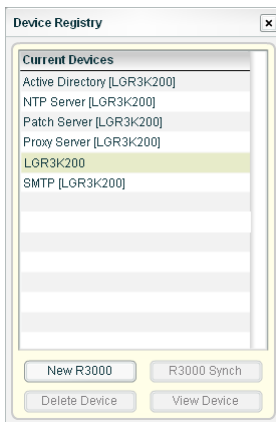 Device Registry
x
Current Devices
Active Directory [LGR3K200]
NTP Server [LGR3K200]
Patch Server [LGR3K200]
Proxy Server [LGR3K200]
LGR3K200
SMTP [LGR3K200]
New R3000 R3000 Synch
Delete Device View Device